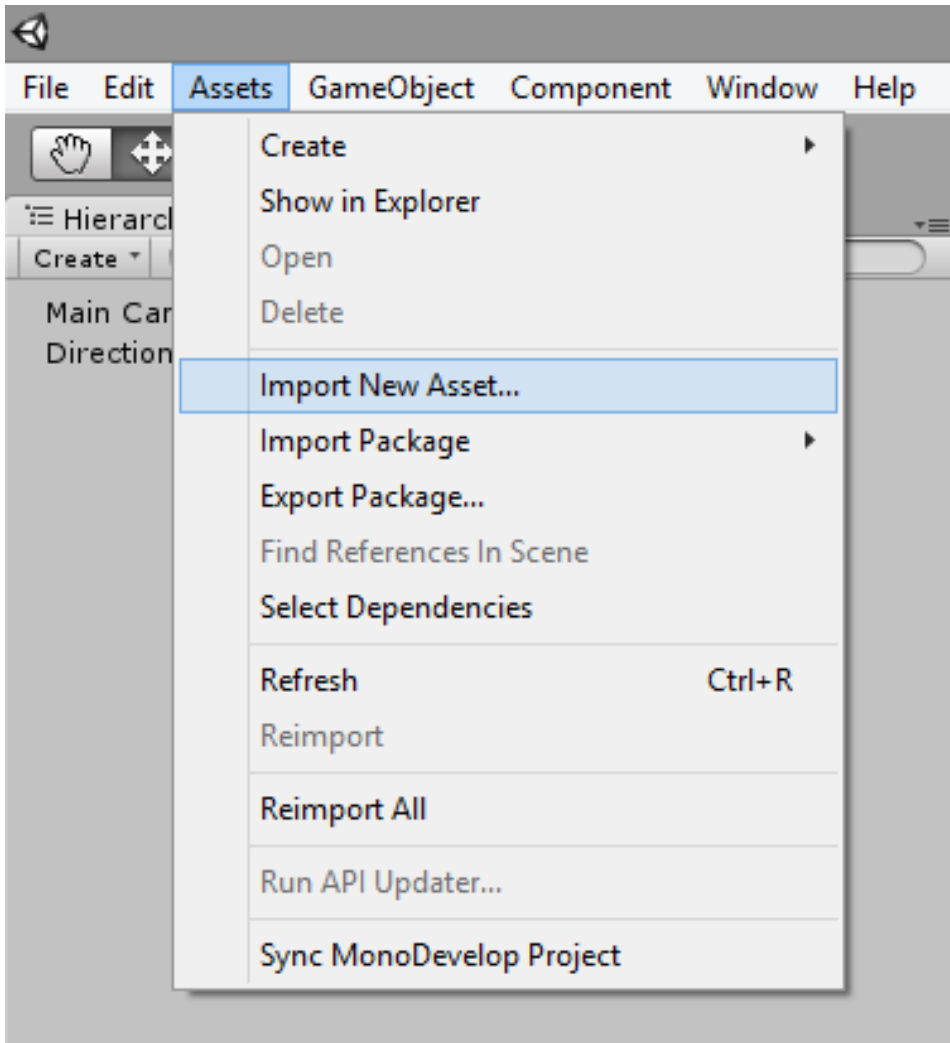 File Edit Assets GameObject Component Window Help
Create
Show in Explorer
Open
Delete
Import New Asset...
Import Package
Export Package...
Find References In Scene
Select Dependencies
Refresh Ctrl+R
Reimport
Reimport All
Run API Updater...
Sync MonoDevelop Project
Hierarc
Create
Main Car
Direction